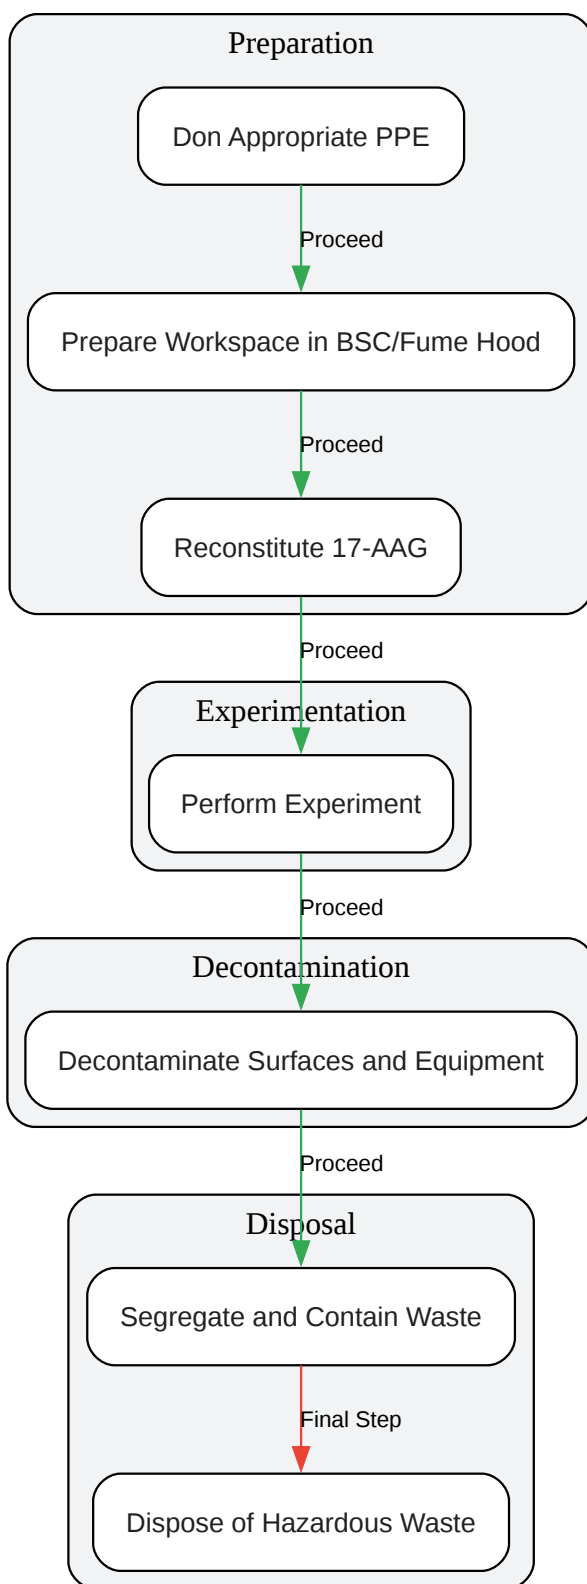 Preparation
Don Appropriate PPE
Proceed
Prepare Workspace in BSC/Fume Hood
Proceed
Reconstitute 17-AAG
Proceed
Experimentation
Perform Experiment
Proceed
Decontamination
Decontaminate Surfaces and Equipment
Proceed
Disposal
Segregate and Contain Waste
Final Step
Dispose of Hazardous Waste